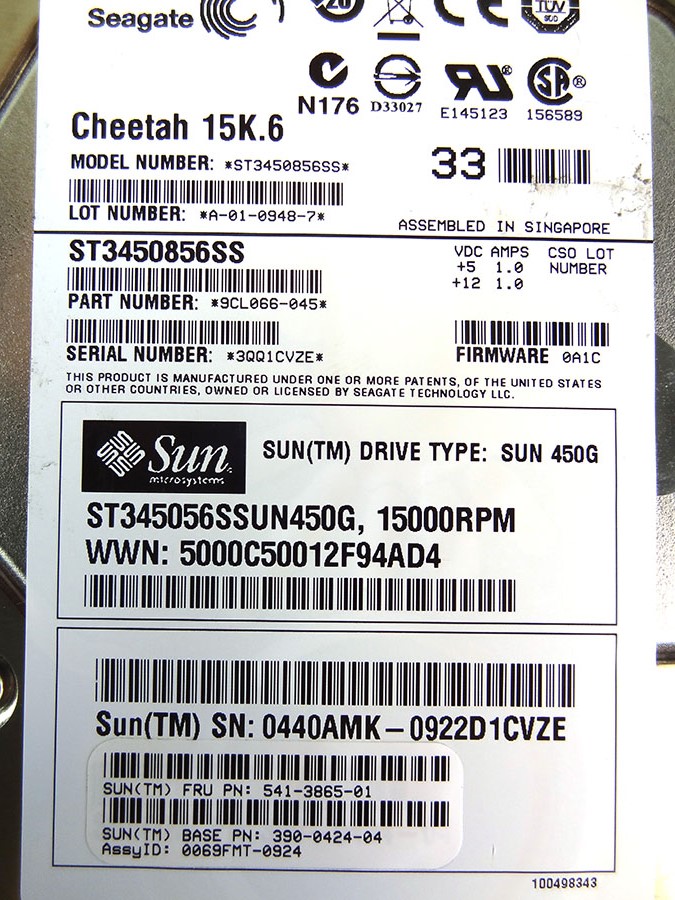 Seagate
20
CE
TÜV
N176
D33027
E145123
156589
Cheetah 15K.6
MODEL NUMBER: *ST3450856SS*
33
LOT NUMBER: *A-01-0948-7*
ASSEMBLED IN SINGAPORE
ST3450856SS
VDC AMPS CSO LOT
+5 1.0 NUMBER
+12 1.0
PART NUMBER: *9CL066-045*
SERIAL NUMBER: *3QQ1CVZE*
FIRMWARE 0A1C
THIS PRODUCT IS MANUFACTURED UNDER ONE OR MORE PATENTS, OF THE UNITED STATES
OR OTHER COUNTRIES, OWNED OR LICENSED BY SEAGATE TECHNOLOGY LLC.
Sun
microsystems
SUN(TM) DRIVE TYPE: SUN 450G
ST345056SSUN450G, 15000RPM
WWN: 5000C50012F94AD4
Sun(TM) SN: 0440AMK-0922D1CVZE
SUN(TM) FRU PN: 541-3865-01
SUN(TM) BASE PN: 390-0424-04
AssyID: 0069FMT-0924
100498343